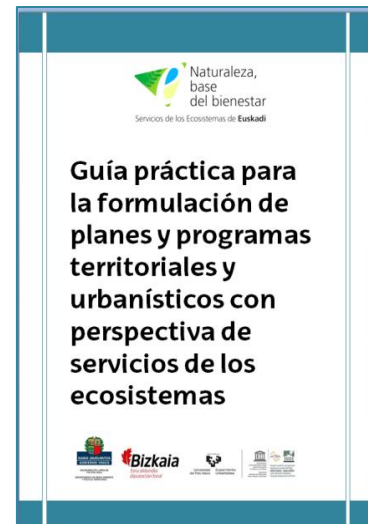 Naturaleza,
base
del bienestar
Servicios de los Ecosistemas de Euskadi
Guía práctica para
la formulación de
planes y programas
territoriales y
urbanísticos con
perspectiva de
servicios de los
ecosistemas
Bizkaia